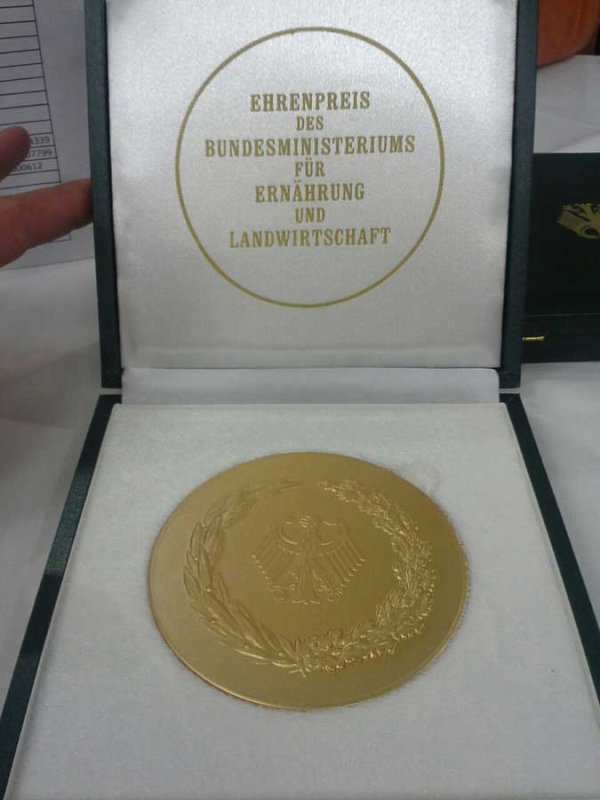 EHRENPREIS
DES
BUNDESMINISTERIUMS
FÜR
ERNÄHRUNG
UND
LANDWIRTSCHAFT